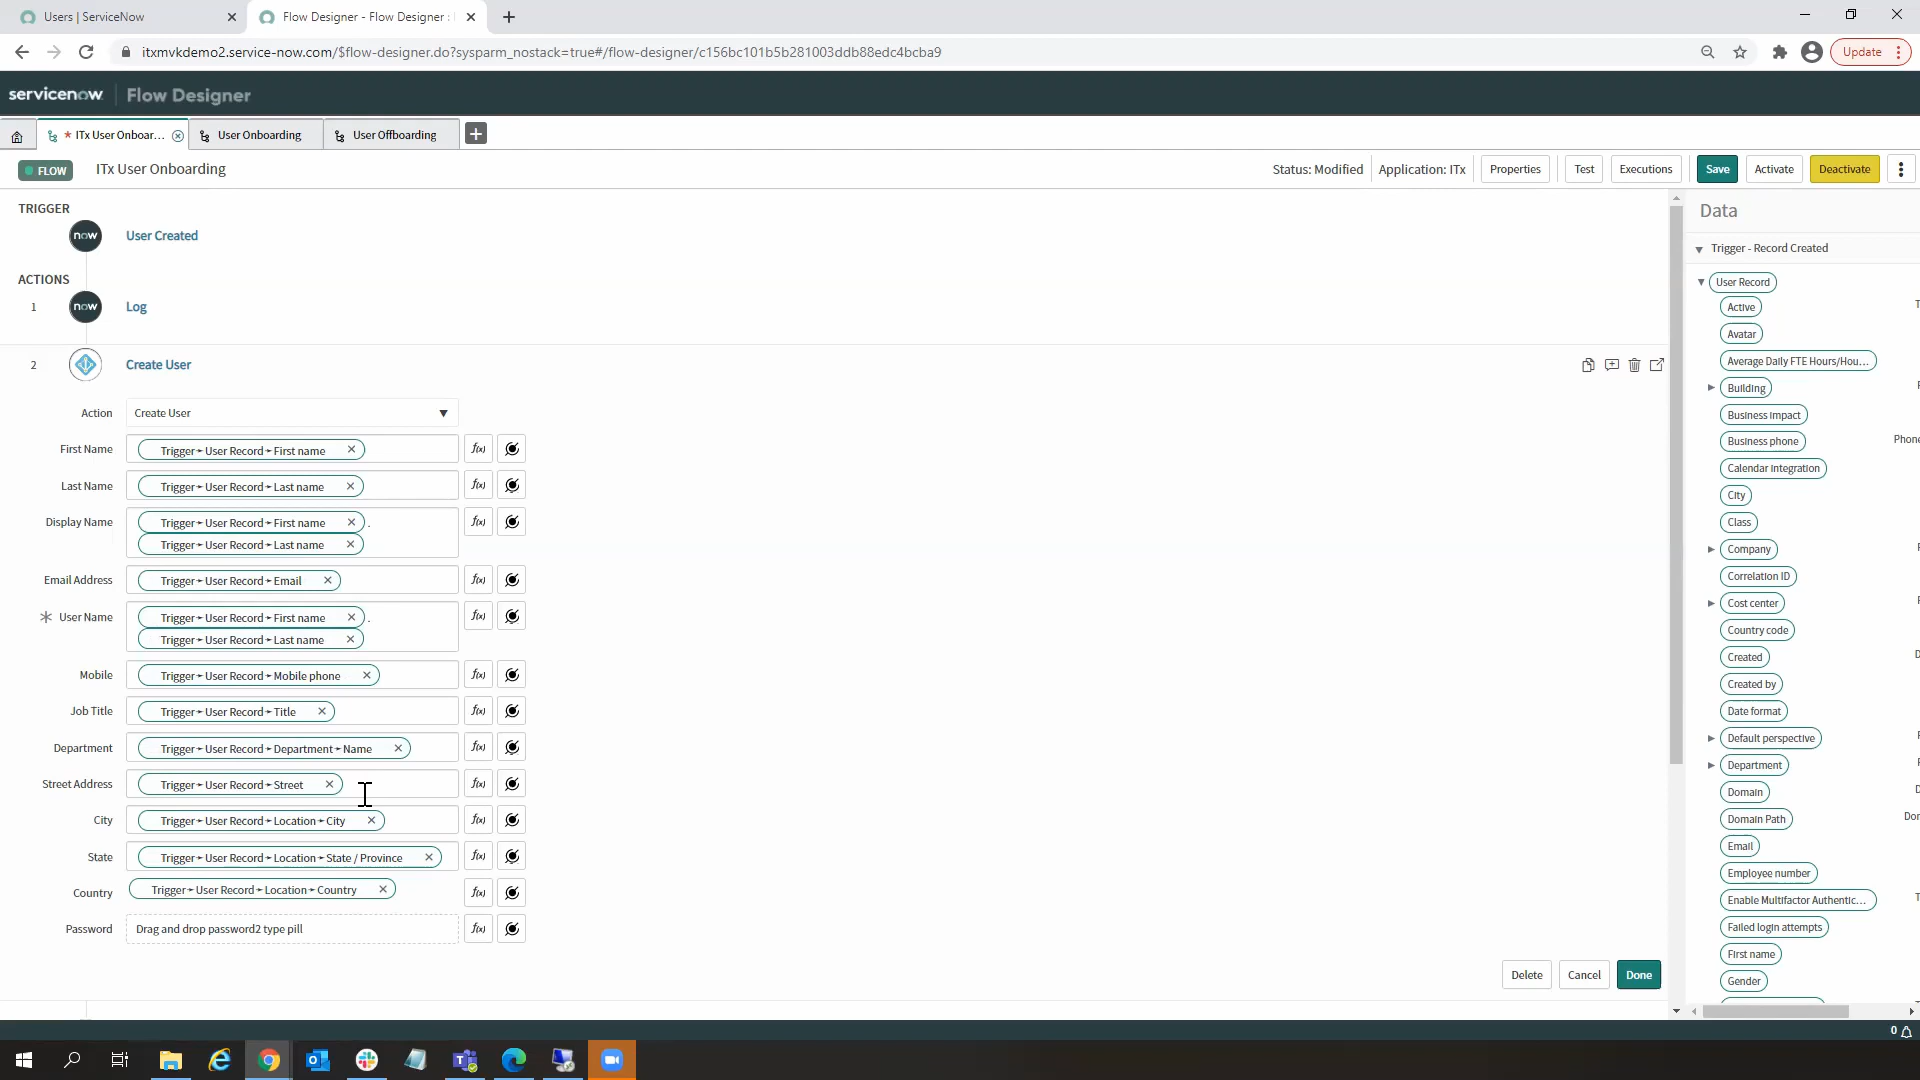 Users | ServiceNow
Flow Designer - Flow Designer :
itxmvkdemo2.service-now.com/$flow-designer.do?sysparm_nostack=true#/flow-designer/c156bc101b5b281003ddb88edc4bcba9
Update
servicenow Flow Designer
* ITx User Onboar...
User Onboarding
User Offboarding
FLOW ITx User Onboarding
Status: Modified Application: ITx Properties Test Executions Save Activate Deactivate
TRIGGER
now User Created
ACTIONS
1 now Log
2 Create User
Action Create User
First Name Trigger➛User Record➛First name f(x)
Last Name Trigger➛User Record➛Last name f(x)
Display Name Trigger➛User Record➛First name . f(x)
Trigger➛User Record➛Last name
Email Address Trigger➛User Record➛Email f(x)
User Name Trigger➛User Record➛First name . f(x)
Trigger➛User Record➛Last name
Mobile Trigger➛User Record➛Mobile phone f(x)
Job Title Trigger➛User Record➛Title f(x)
Department Trigger➛User Record➛Department➛Name f(x)
Street Address Trigger➛User Record➛Street f(x)
City Trigger➛User Record➛Location➛City f(x)
State Trigger➛User Record➛Location➛State / Province f(x)
Country Trigger➛User Record➛Location➛Country f(x)
Password Drag and drop password2 type pill f(x)
Delete Cancel Done
Data
Trigger - Record Created
User Record
Active
Avatar
Average Daily FTE Hours/Hou...
Building
Business impact
Business phone Phone
Calendar integration
City
Class
Company
Correlation ID
Cost center
Country code
Created
Created by
Date format
Default perspective
Department
Domain
Domain Path
Email
Employee number
Enable Multifactor Authentic...
Failed login attempts
First name
Gender
0